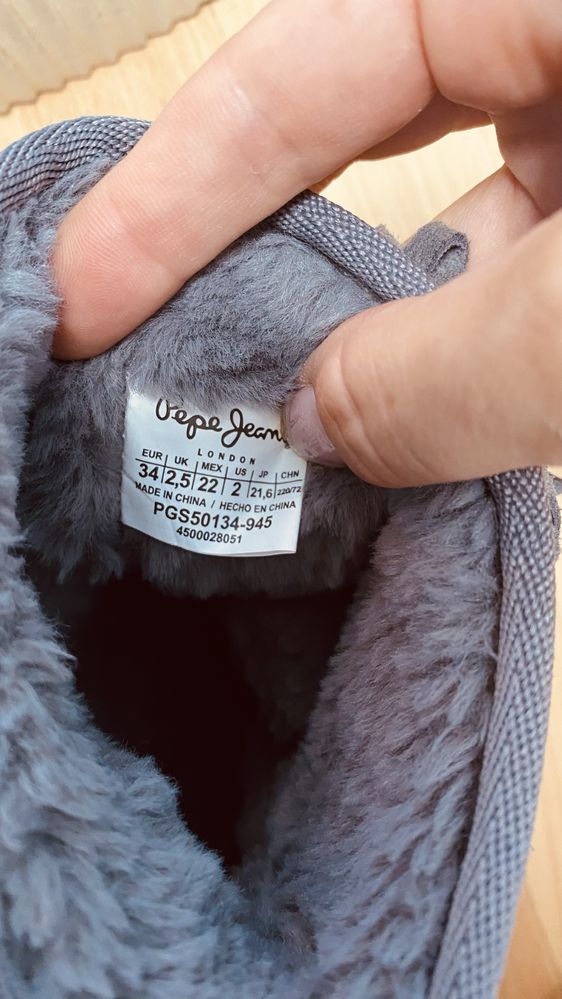 Pepe Jeans
LONDON
EUR UK MEX US JP CHN
34 2,5 22 2 21,6 220/72
MADE IN CHINA / HECHO EN CHINA
PGS50134-945
4500028051